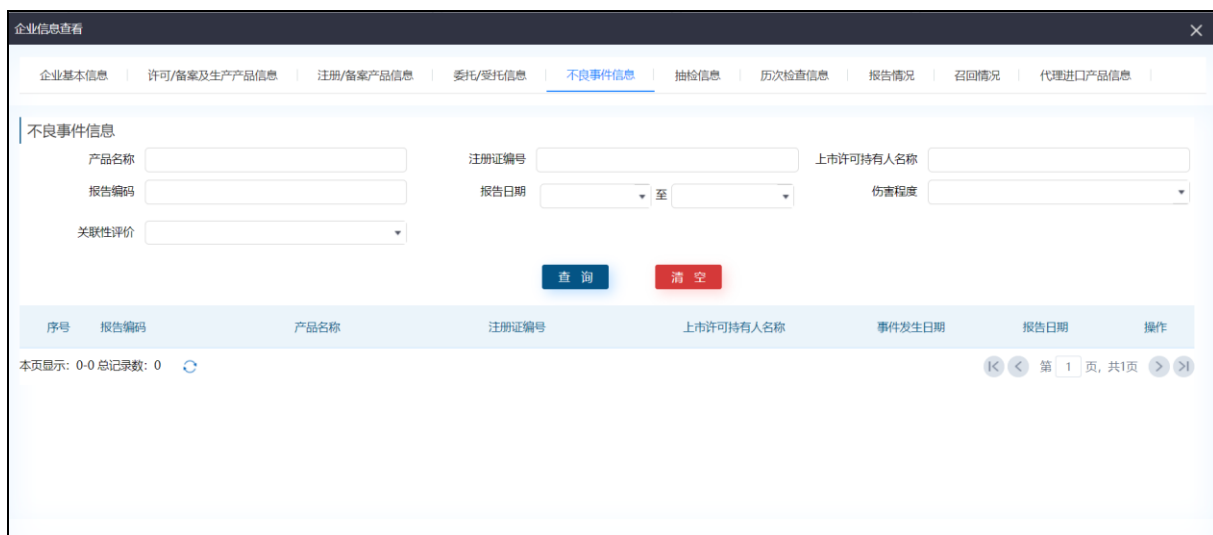 企业信息查看
企业基本信息 许可/备案及生产产品信息 注册/备案产品信息 委托/受托信息 不良事件信息 抽检信息 历次检查信息 报告情况 召回情况 代理进口产品信息
不良事件信息
产品名称 注册证编号 上市许可持有人名称
报告编码 报告日期 至 伤害程度
关联性评价
查 询 清 空
序号 报告编码 产品名称 注册证编号 上市许可持有人名称 事件发生日期 报告日期 操作
本页显示: 0-0 总记录数: 0 第 1 页, 共1页